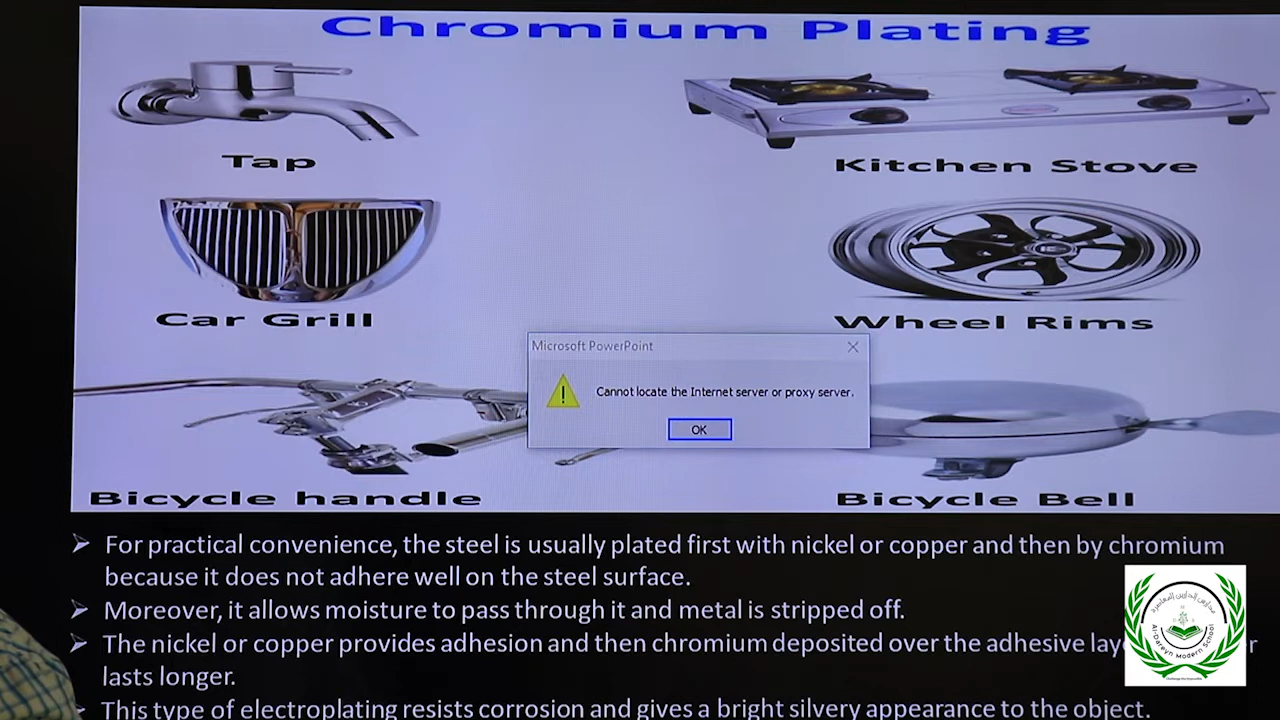 Chromium Plating
Tap
Kitchen Stove
Car Grill
Wheel Rims
Microsoft PowerPoint
Cannot locate the Internet server or proxy server.
OK
Bicycle handle
Bicycle Bell
➢ For practical convenience, the steel is usually plated first with nickel or copper and then by chromium
because it does not adhere well on the steel surface.
➢ Moreover, it allows moisture to pass through it and metal is stripped off.
➢ The nickel or copper provides adhesion and then chromium deposited over the adhesive
lasts longer.
➢ This type of electroplating resists corrosion and gives a bright silvery appearance to the object.
Al-Dareyn Modern School